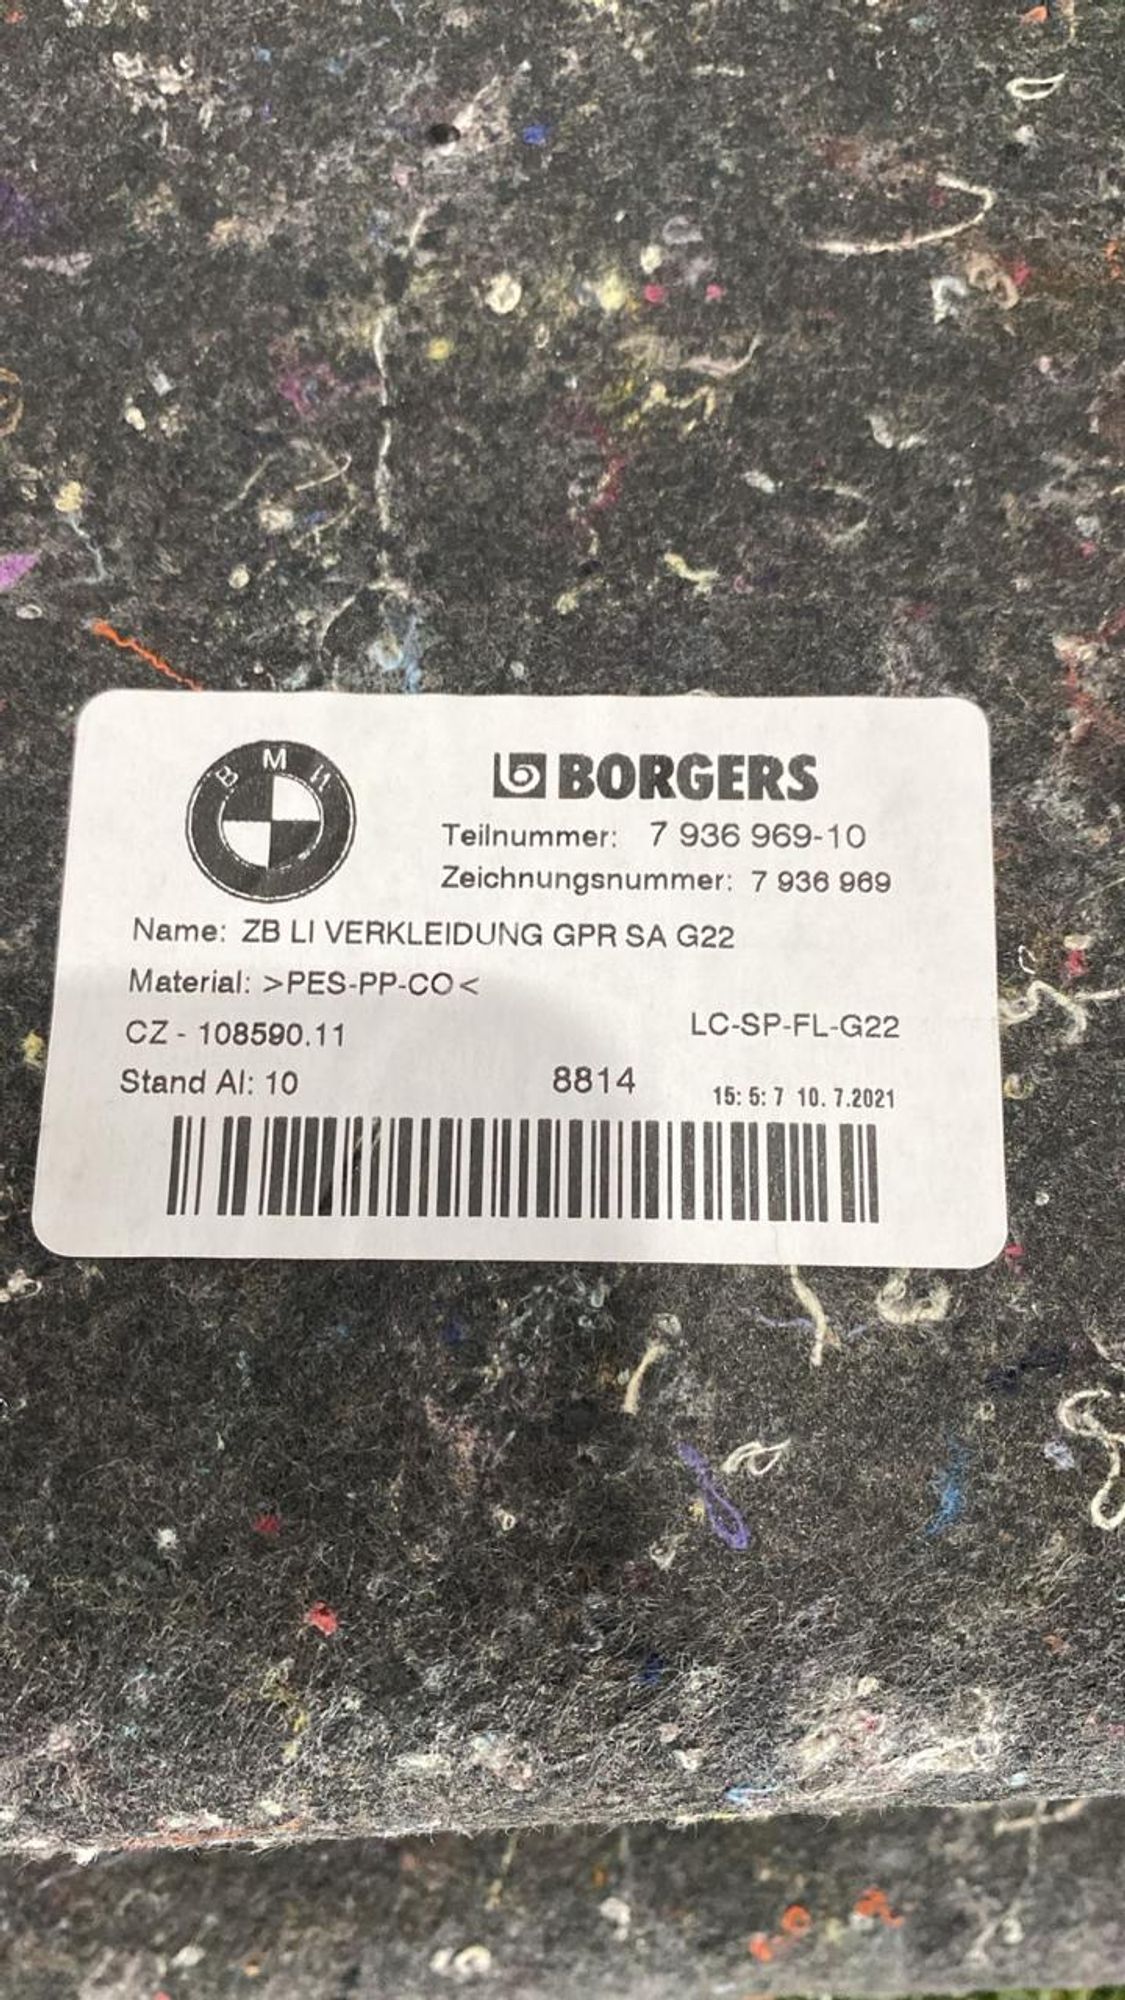 BMW
BORGERS
Teilnummer: 7 936 969-10
Zeichnungsnummer: 7 936 969
Name: ZB LI VERKLEIDUNG GPR SA G22
Material: >PES-PP-CO<
CZ - 108590.11
LC-SP-FL-G22
Stand AI: 10
8814
15: 5: 7 10. 7.2021